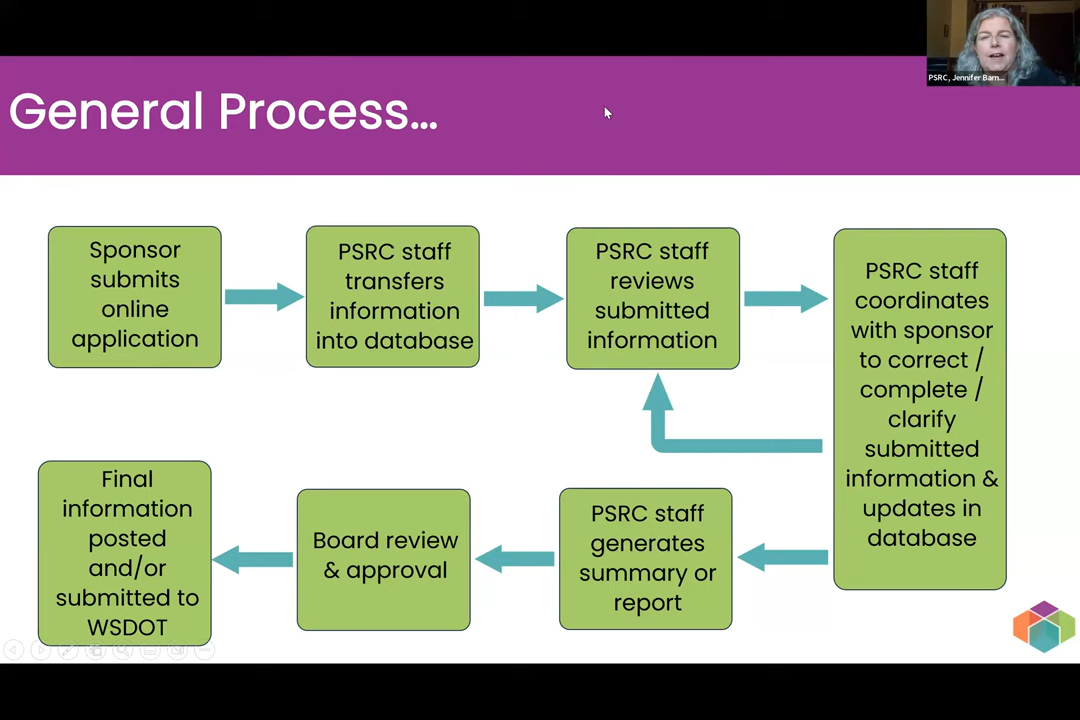 PSRC, Jennifer Barn...
General Process...
Sponsor
submits
online
application
PSRC staff
transfers
information
into database
PSRC staff
reviews
submitted
information
PSRC staff
coordinates
with sponsor
to correct /
complete /
clarify
submitted
information &
updates in
database
PSRC staff
generates
summary or
report
Board review
& approval
Final
information
posted
and/or
submitted to
WSDOT